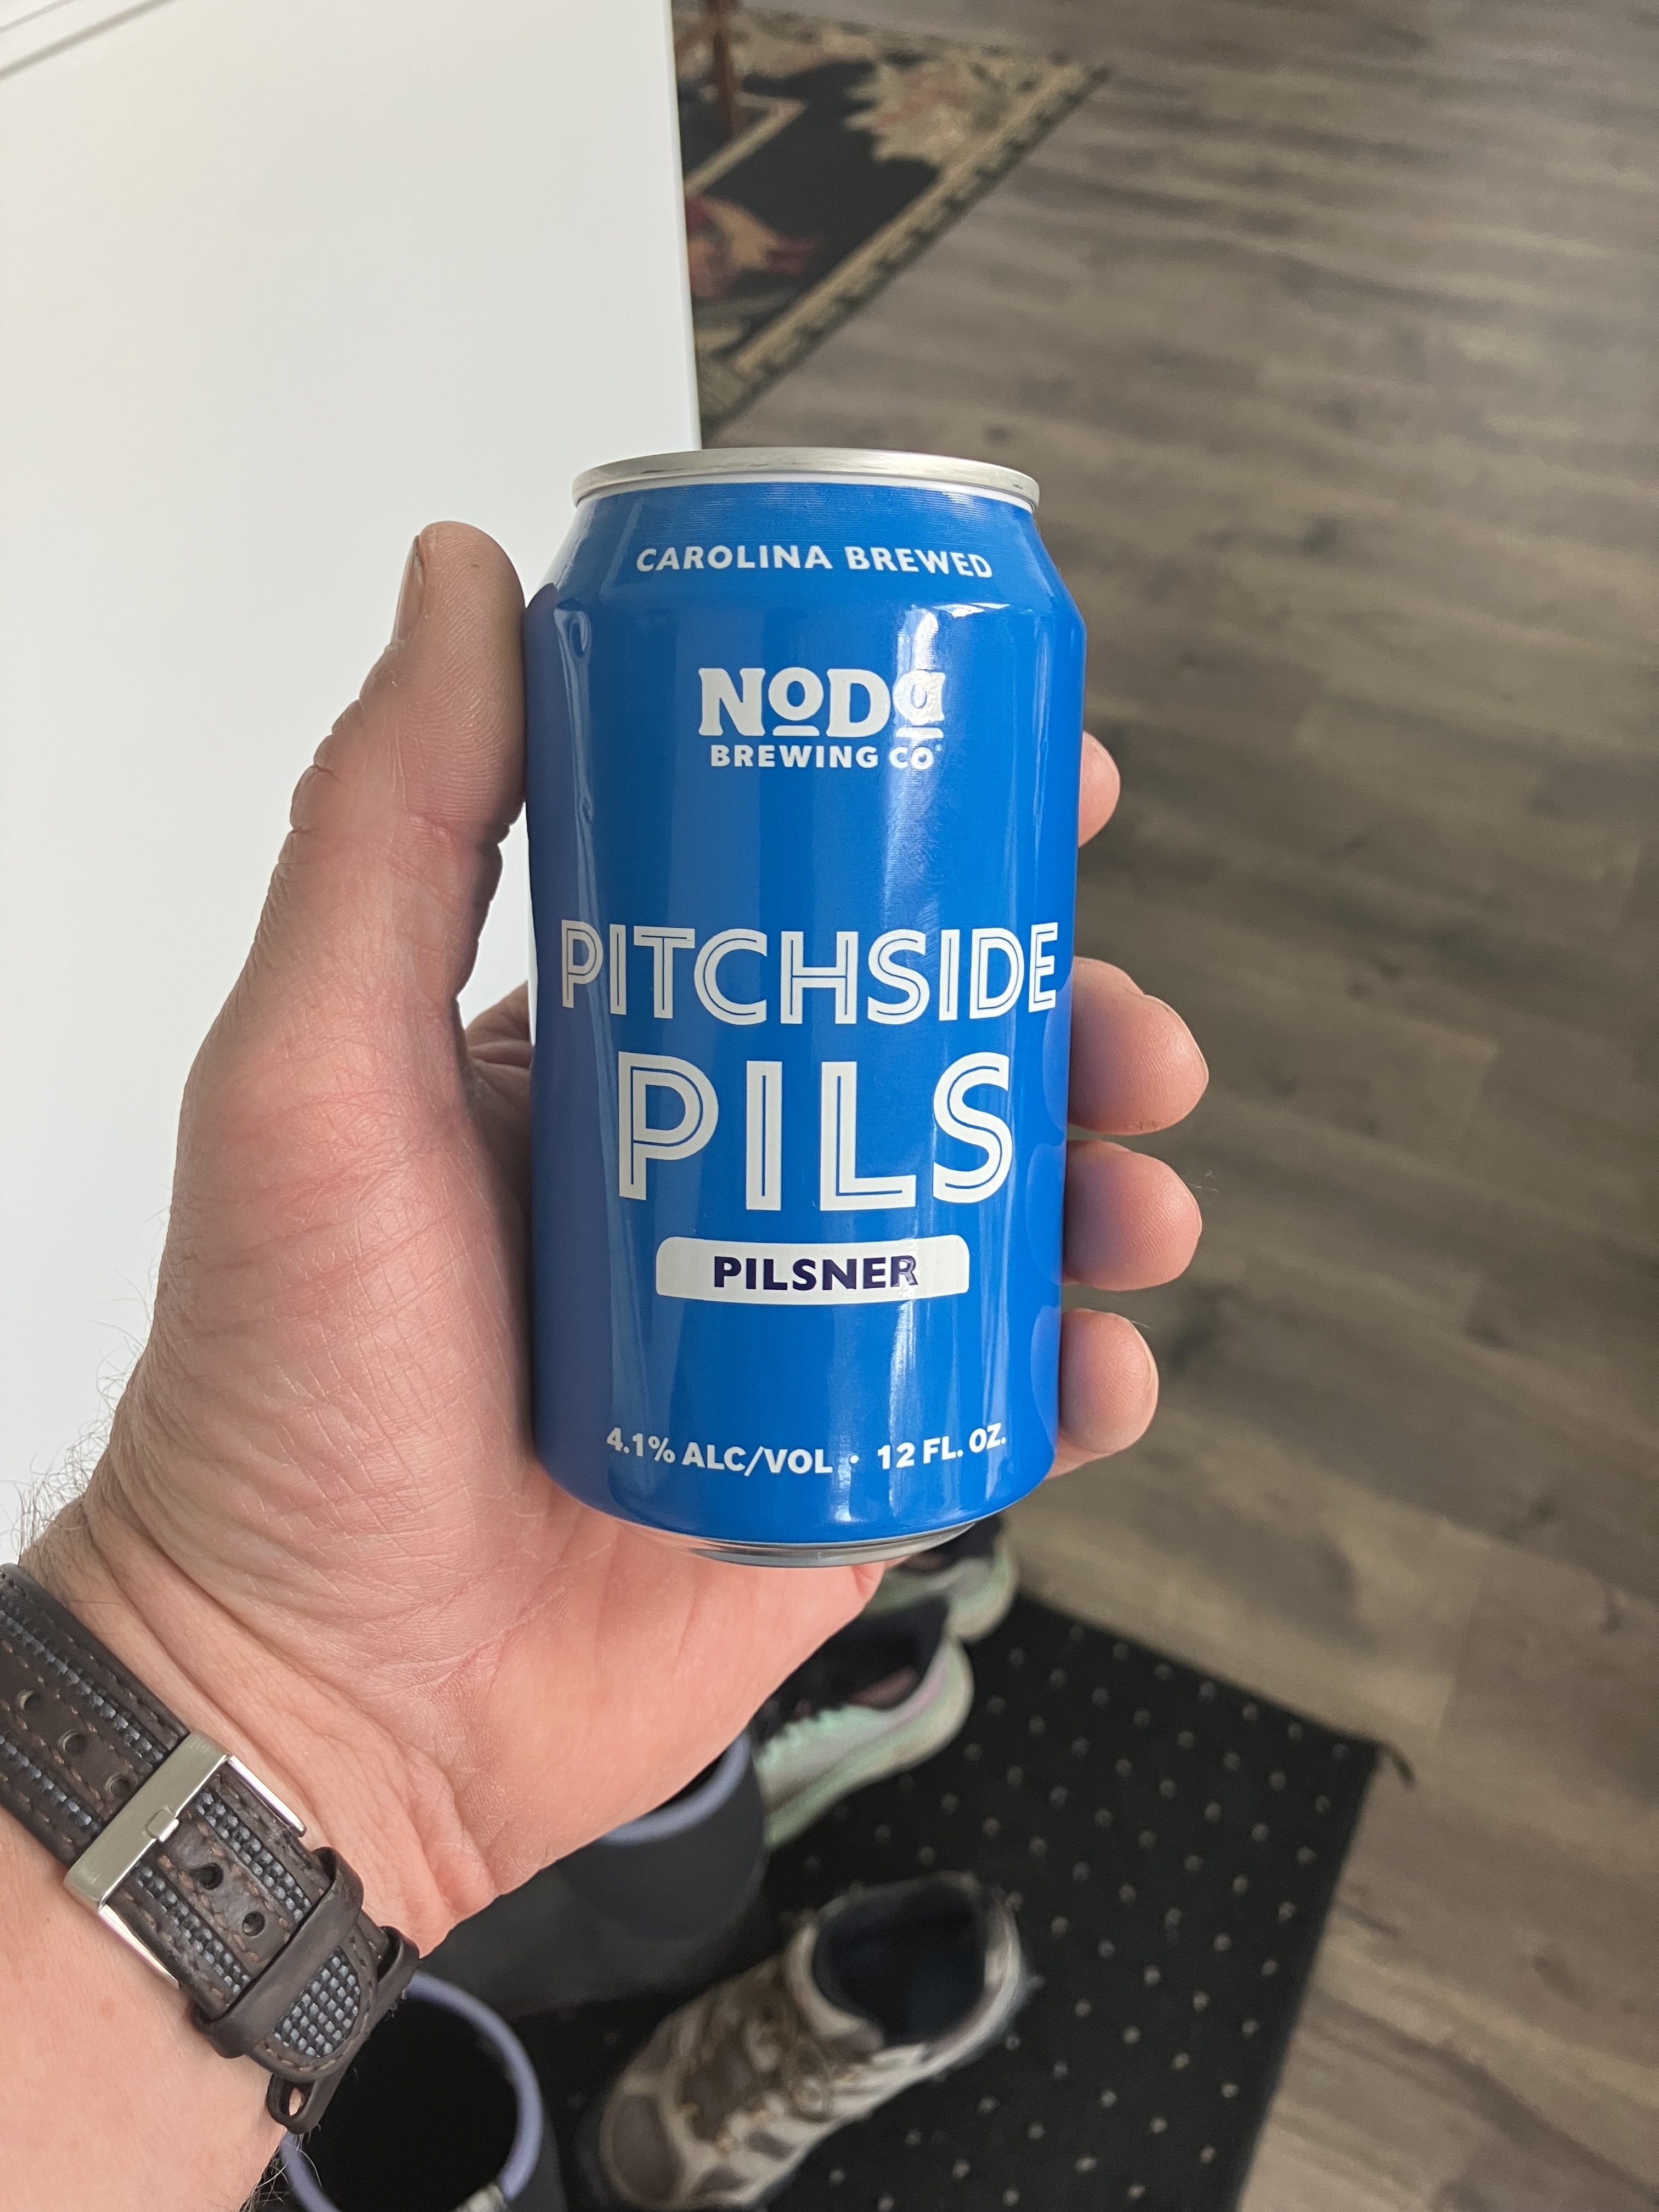 CAROLINA BREWED
NoDa
BREWING CO
PITCHSIDE
PILS
PILSNER
4.1% ALC/VOL • 12 FL. OZ.